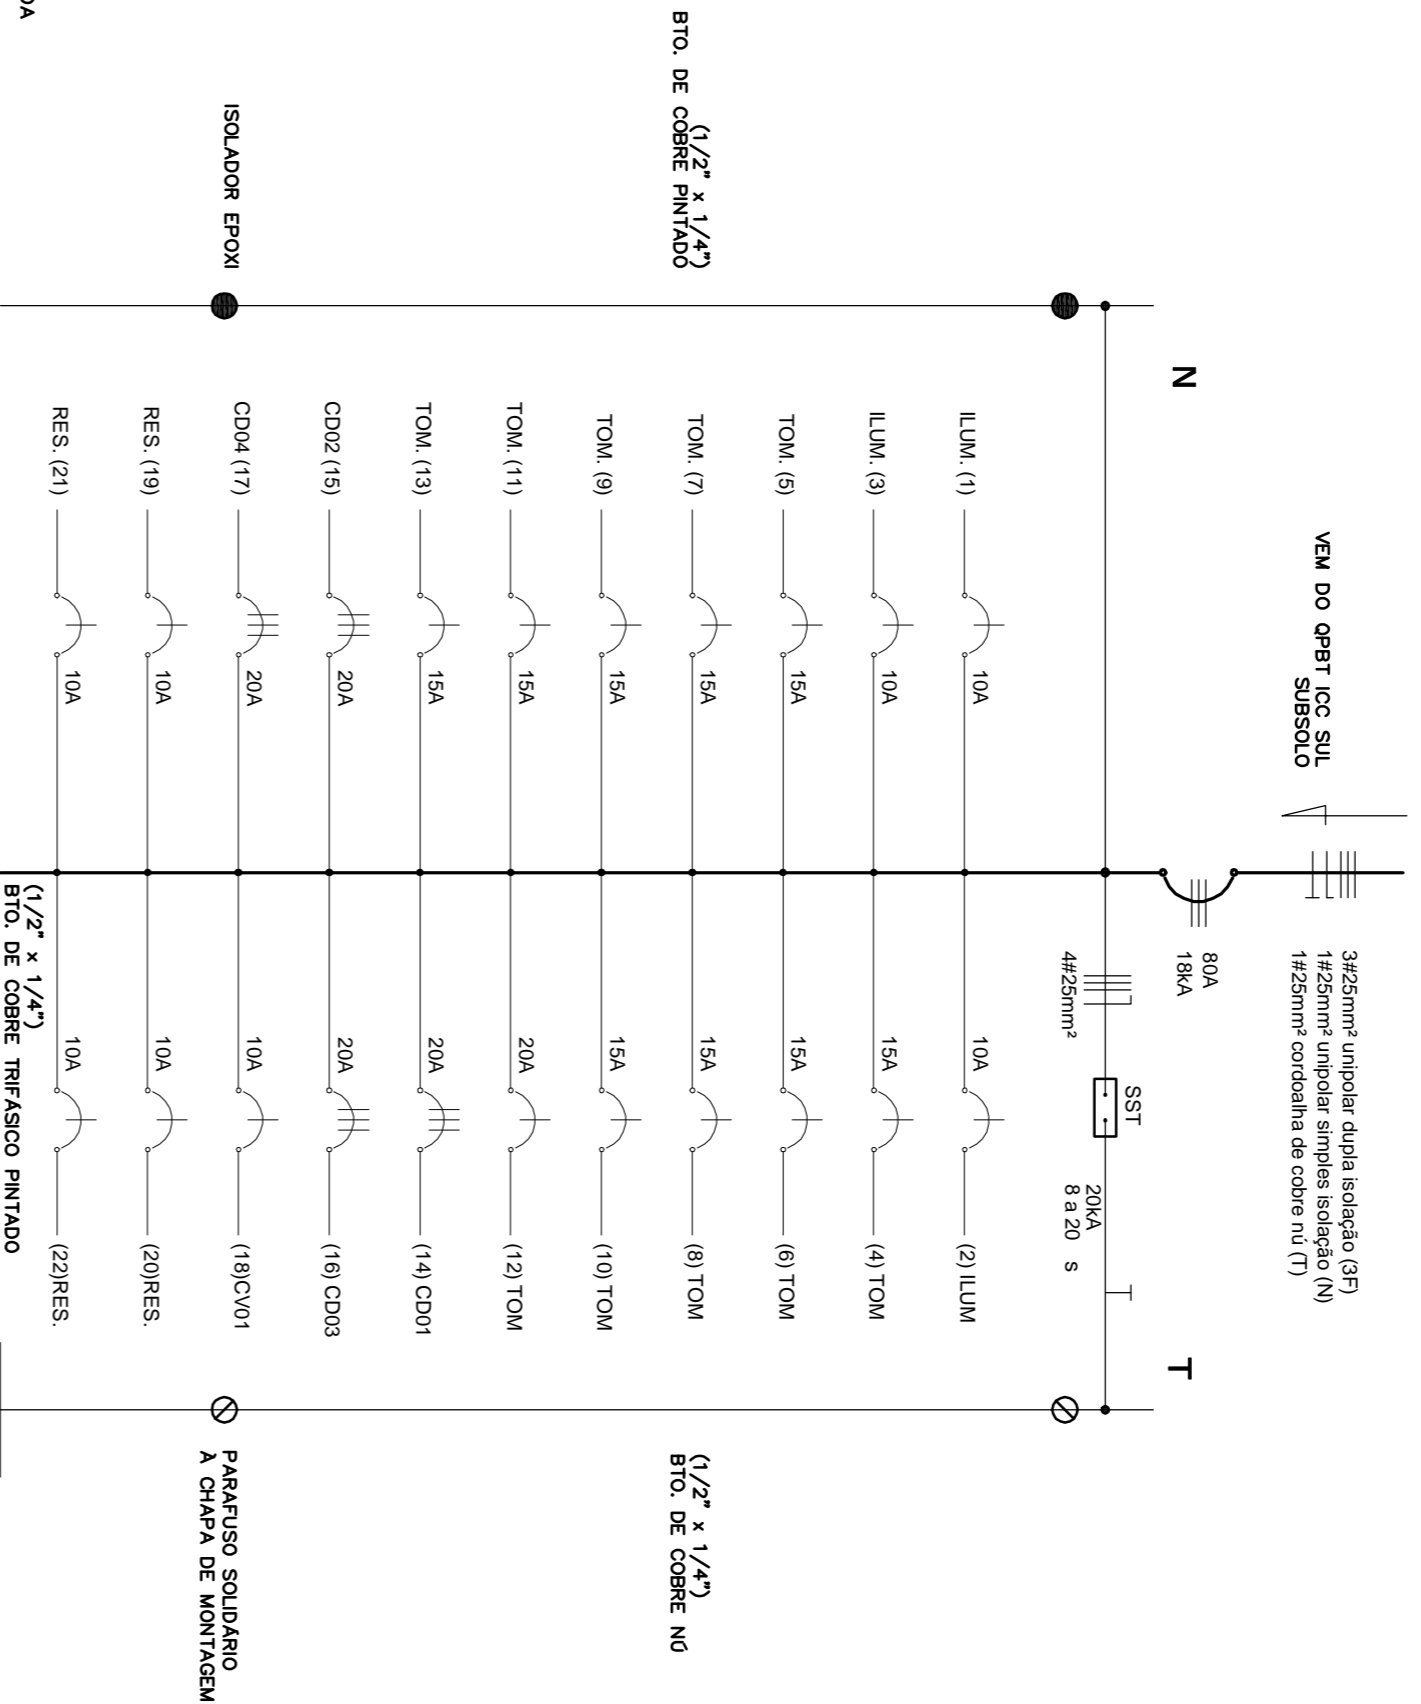 VEM DO QPBT ICC SUL
SUBSOLO
3#25mm² unipolar dupla isolação (3F)
1#25mm² unipolar simples isolação (N)
1#25mm² cordoalha de cobre nú (T)
80A
18kA
N
T
SST
4#25mm²
20kA
8 a 20 s
ILUM. (1)
10A
10A
(2) ILUM
ILUM. (3)
10A
15A
(4) TOM
TOM. (5)
15A
15A
(6) TOM
(1/2" x 1/4")
BTO. DE COBRE PINTADO
TOM. (7)
15A
15A
(8) TOM
(1/2" x 1/4")
BTO. DE COBRE NÚ
TOM. (9)
15A
15A
(10) TOM
TOM. (11)
15A
20A
(12) TOM
TOM. (13)
15A
20A
(14) CD01
CD02 (15)
20A
20A
(16) CD03
ISOLADOR EPOXI
CD04 (17)
20A
10A
(18)CV01
PARAFUSO SOLIDÁRIO
À CHAPA DE MONTAGEM
RES. (19)
10A
10A
(20)RES.
RES. (21)
10A
10A
(22)RES.
(1/2" x 1/4")
BTO. DE COBRE TRIFÁSICO PINTADO